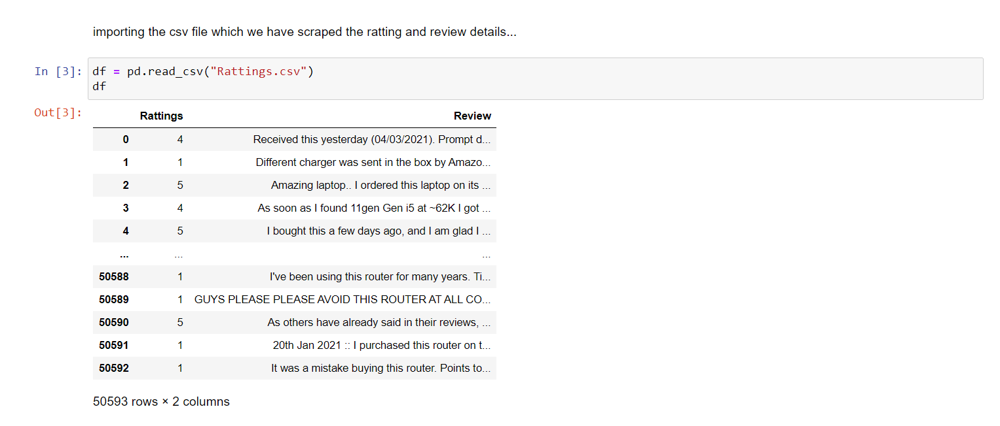 importing the csv file which we have scraped the ratting and review details...
In [3]: df = pd.read_csv("Rattings.csv")
df
Out[3]:
Rattings Review
0 4 Received this yesterday (04/03/2021). Prompt d...
1 1 Different charger was sent in the box by Amazo...
2 5 Amazing laptop.. I ordered this laptop on its ...
3 4 As soon as I found 11gen Gen i5 at ~62K I got ...
4 5 I bought this a few days ago, and I am glad I ...
... ... ...
50588 1 I've been using this router for many years. Ti...
50589 1 GUYS PLEASE PLEASE AVOID THIS ROUTER AT ALL CO...
50590 5 As others have already said in their reviews, ...
50591 1 20th Jan 2021 :: I purchased this router on t...
50592 1 It was a mistake buying this router. Points to...
50593 rows × 2 columns